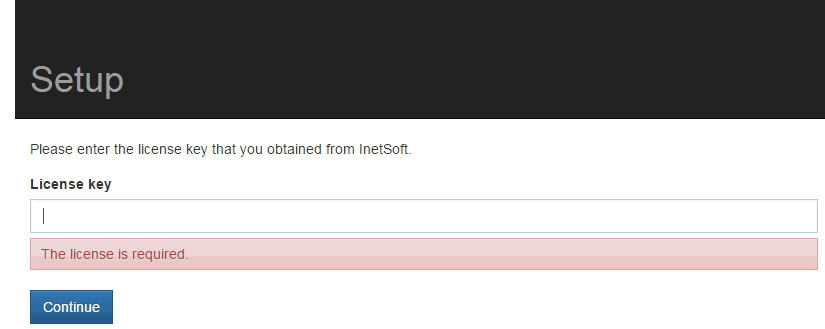 Setup
Please enter the license key that you obtained from InetSoft.
License key
The license is required.
Continue